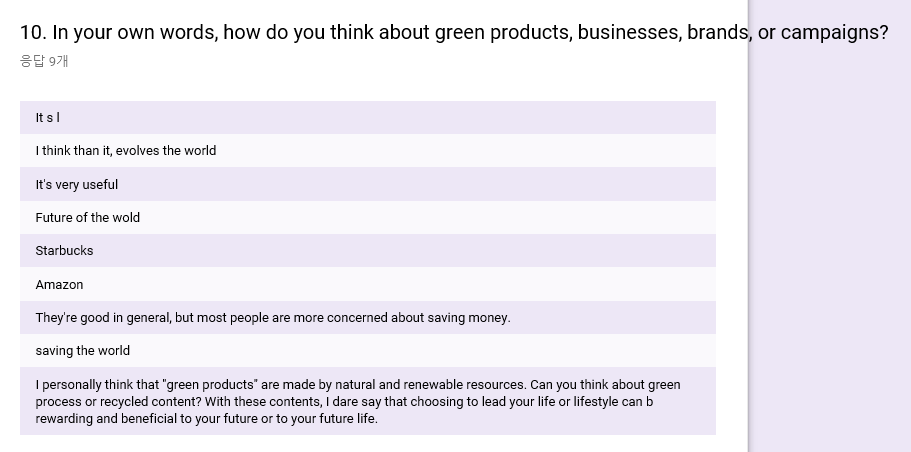 10. In your own words, how do you think about green products, businesses, brands, or campaigns?
응답 9개
It s l
I think than it, evolves the world
It's very useful
Future of the wold
Starbucks
Amazon
They're good in general, but most people are more concerned about saving money.
saving the world
I personally think that "green products" are made by natural and renewable resources. Can you think about green
process or recycled content? With these contents, I dare say that choosing to lead your life or lifestyle can b
rewarding and beneficial to your future or to your future life.